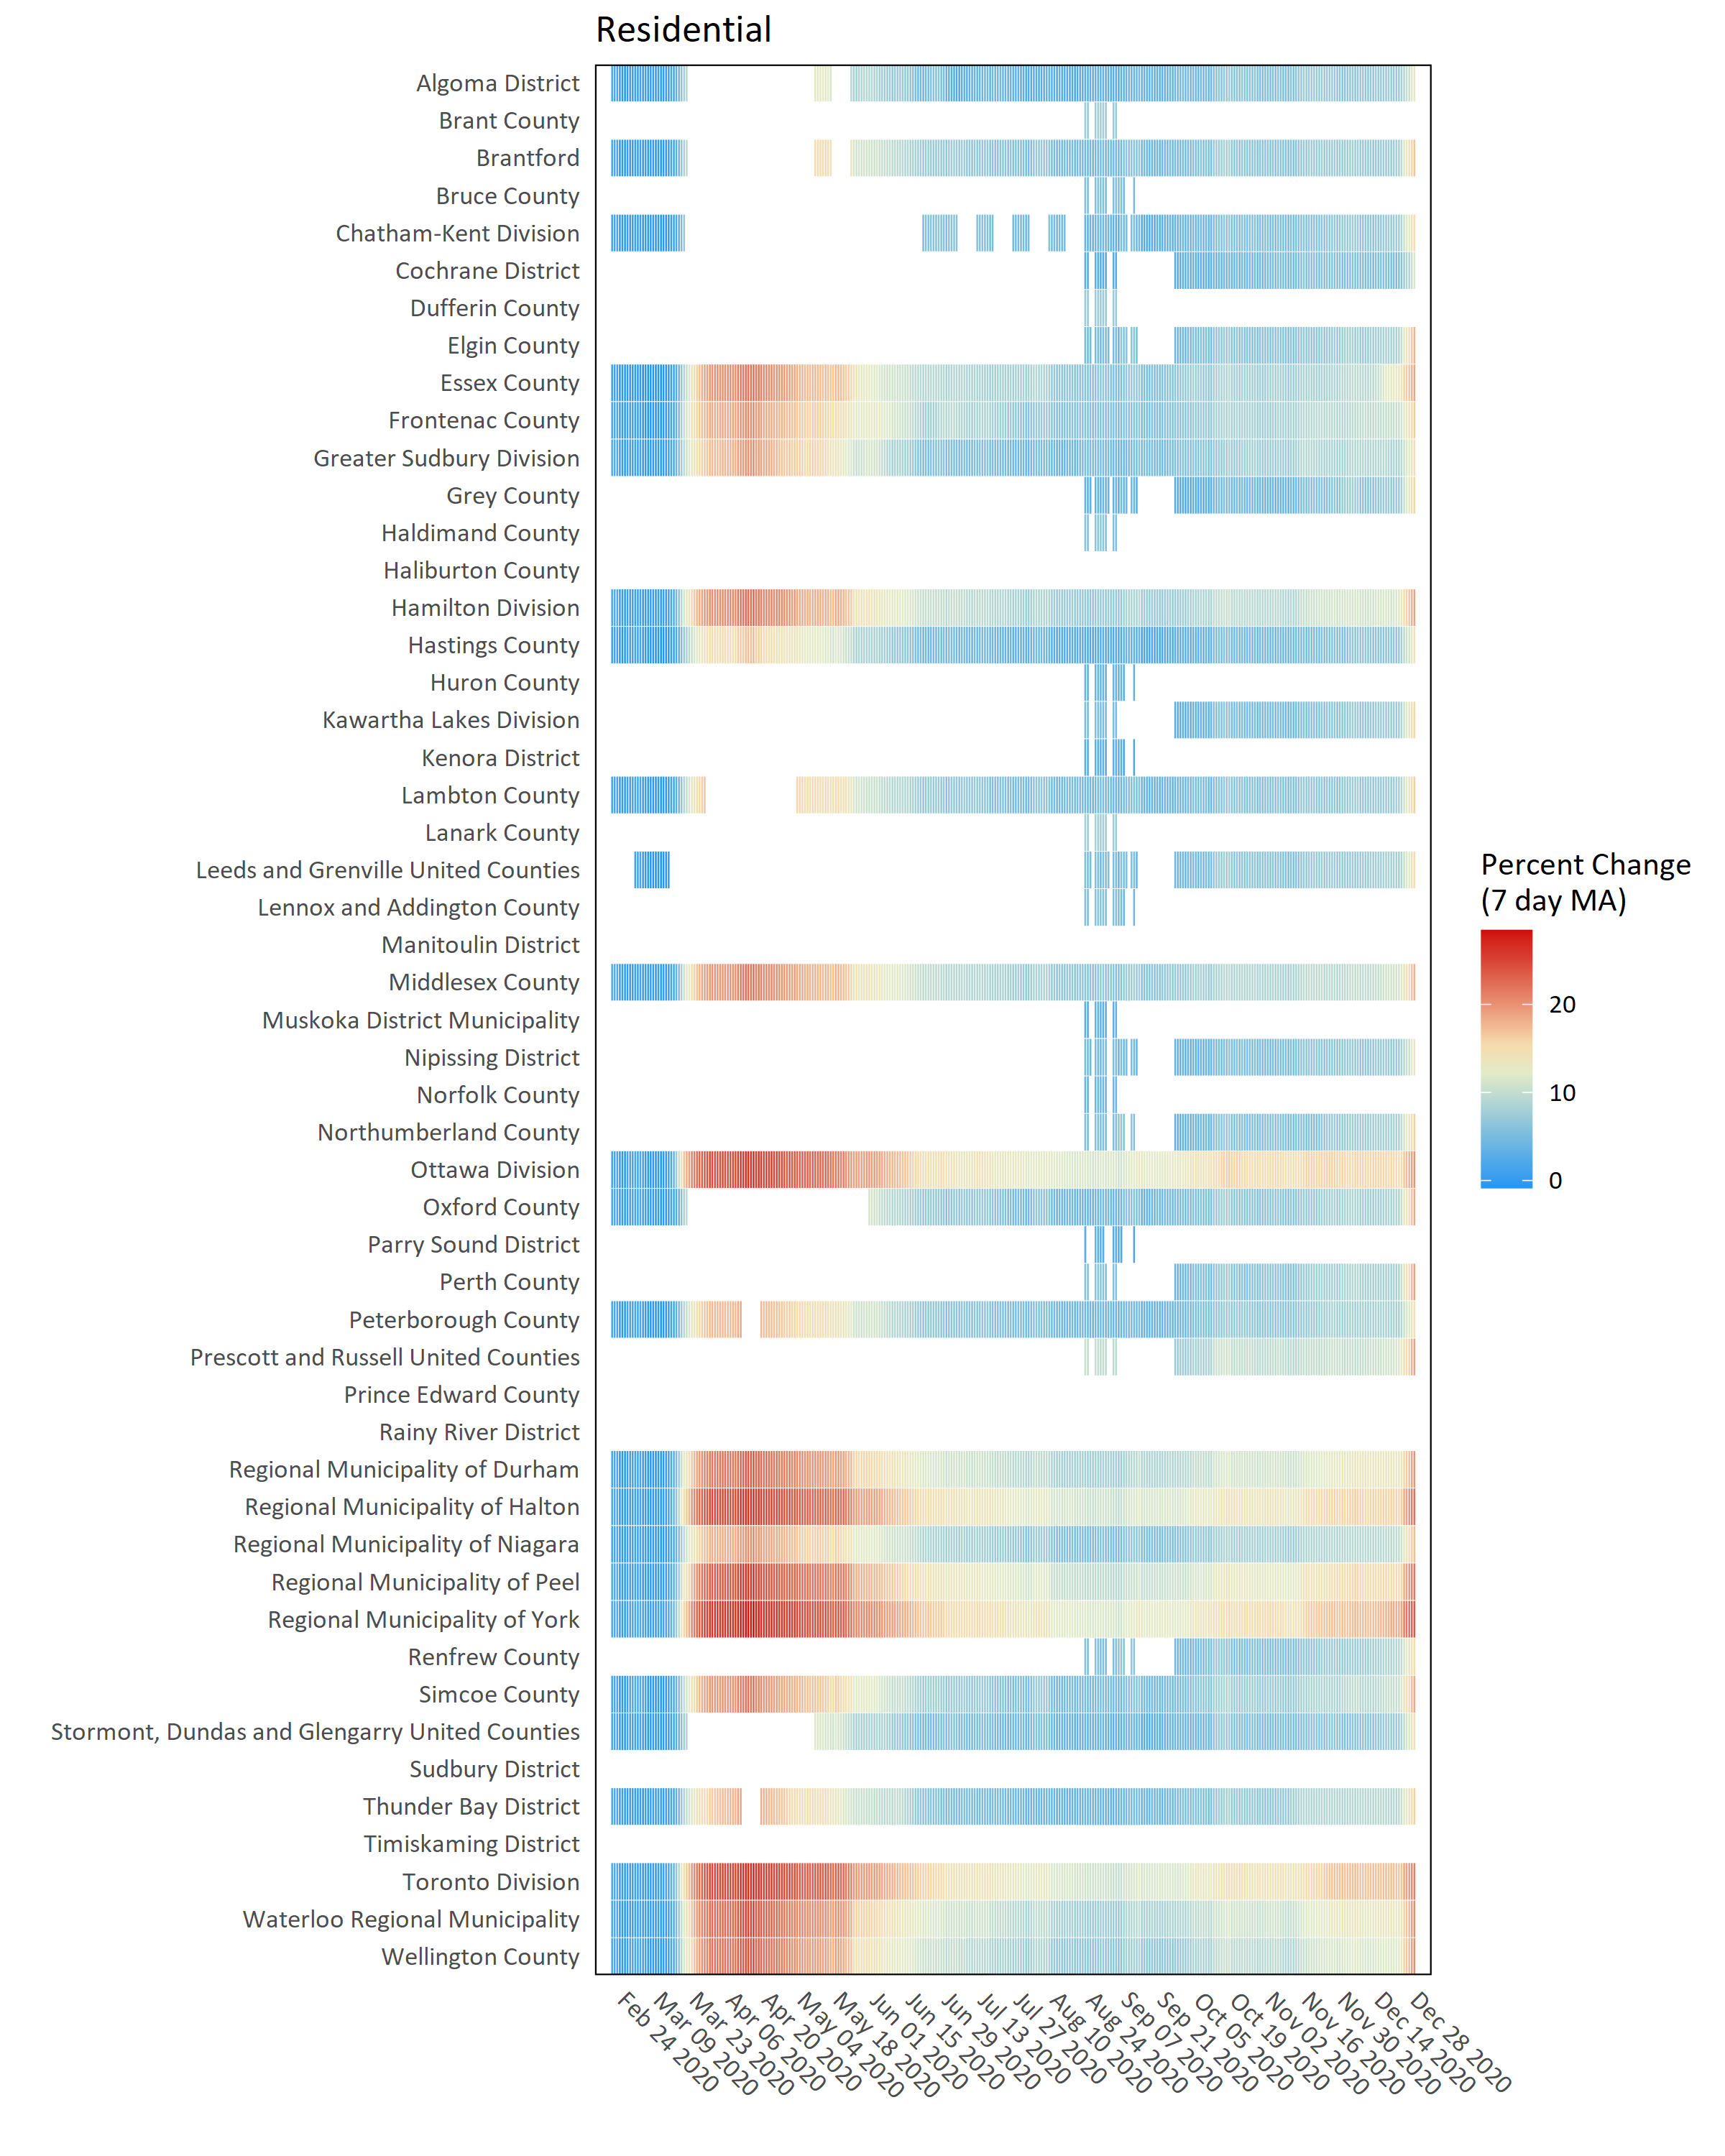 Residential
Algoma District
Brant County
Brantford
Bruce County
Chatham-Kent Division
Cochrane District
Dufferin County
Elgin County
Essex County
Frontenac County
Greater Sudbury Division
Grey County
Haldimand County
Haliburton County
Hamilton Division
Hastings County
Huron County
Kawartha Lakes Division
Kenora District
Lambton County
Lanark County
Leeds and Grenville United Counties
Lennox and Addington County
Manitoulin District
Middlesex County
Muskoka District Municipality
Nipissing District
Norfolk County
Northumberland County
Ottawa Division
Oxford County
Parry Sound District
Perth County
Peterborough County
Prescott and Russell United Counties
Prince Edward County
Rainy River District
Regional Municipality of Durham
Regional Municipality of Halton
Regional Municipality of Niagara
Regional Municipality of Peel
Regional Municipality of York
Renfrew County
Simcoe County
Stormont, Dundas and Glengarry United Counties
Sudbury District
Thunder Bay District
Timiskaming District
Toronto Division
Waterloo Regional Municipality
Wellington County
Feb 24 2020
Mar 09 2020
Mar 23 2020
Apr 06 2020
Apr 20 2020
May 04 2020
May 18 2020
Jun 01 2020
Jun 15 2020
Jun 29 2020
Jul 13 2020
Jul 27 2020
Aug 10 2020
Aug 24 2020
Sep 07 2020
Sep 21 2020
Oct 05 2020
Oct 19 2020
Nov 02 2020
Nov 16 2020
Nov 30 2020
Dec 14 2020
Dec 28 2020
Percent Change
(7 day MA)
20
10
0